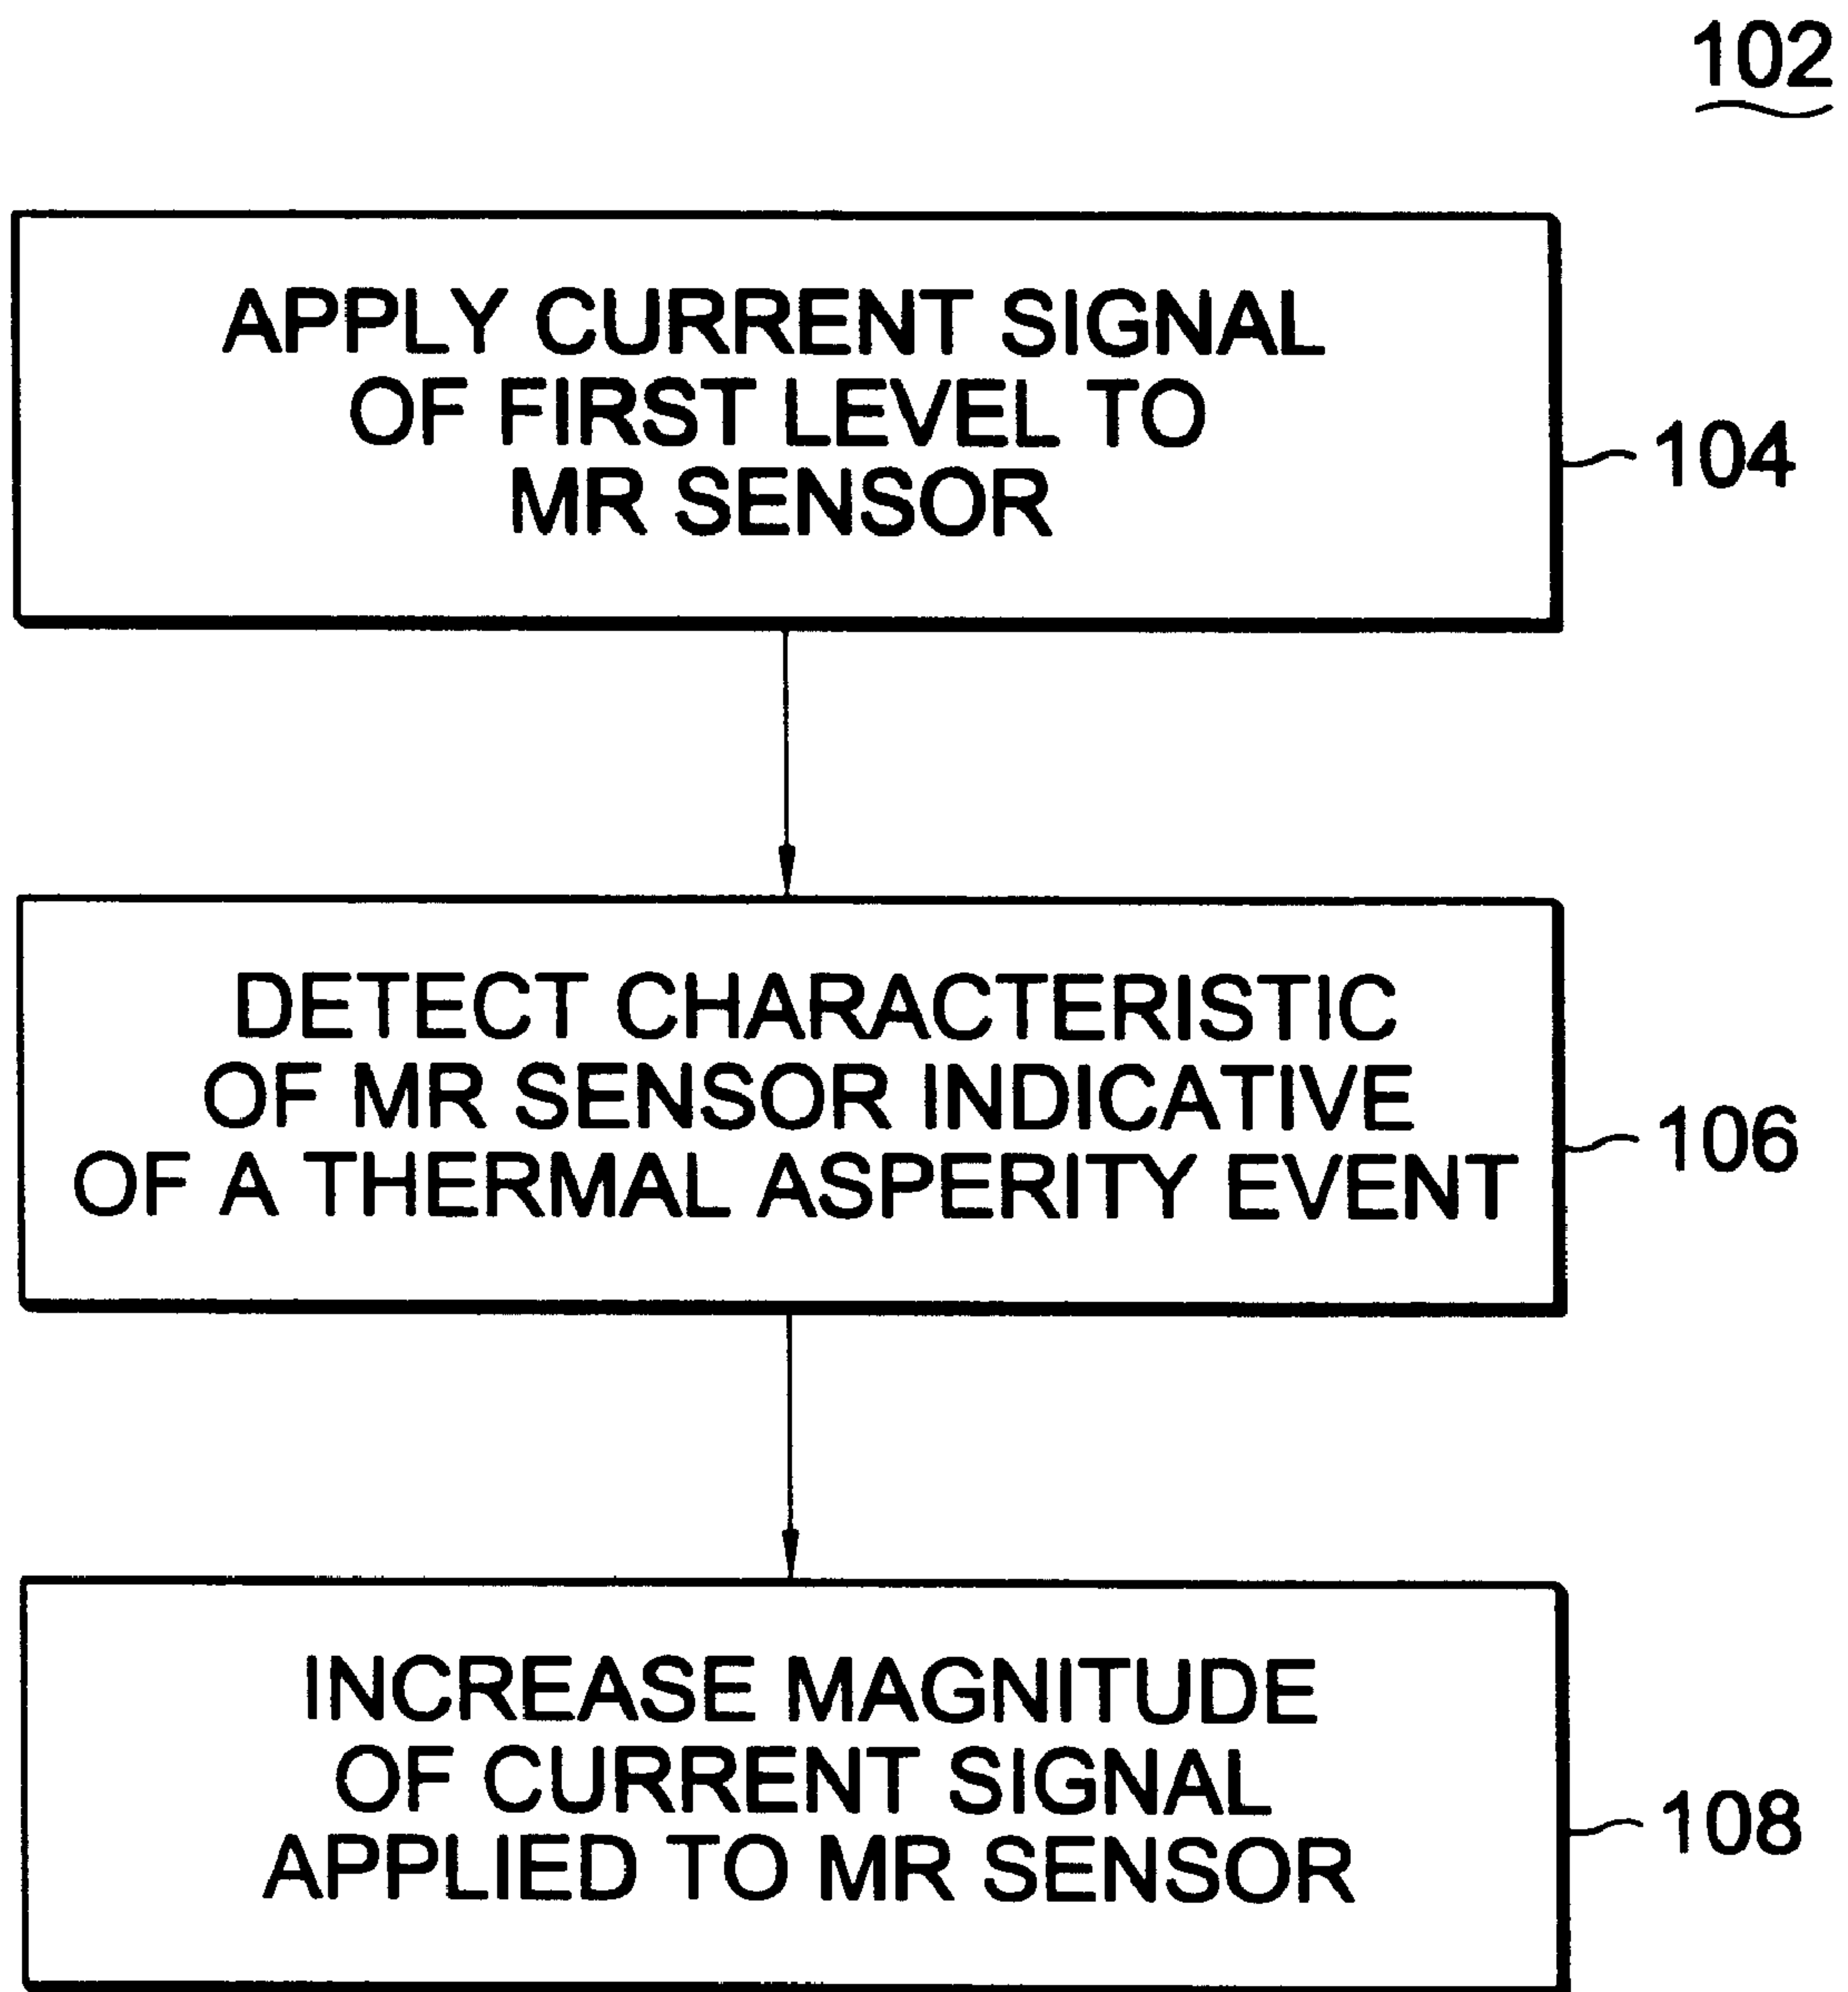 102
APPLY CURRENT SIGNAL
OF FIRST LEVEL TO
MR SENSOR
104
DETECT CHARACTERISTIC
OF MR SENSOR INDICATIVE
OF A THERMAL ASPERITY EVENT
106
INCREASE MAGNITUDE
OF CURRENT SIGNAL
APPLIED TO MR SENSOR
108